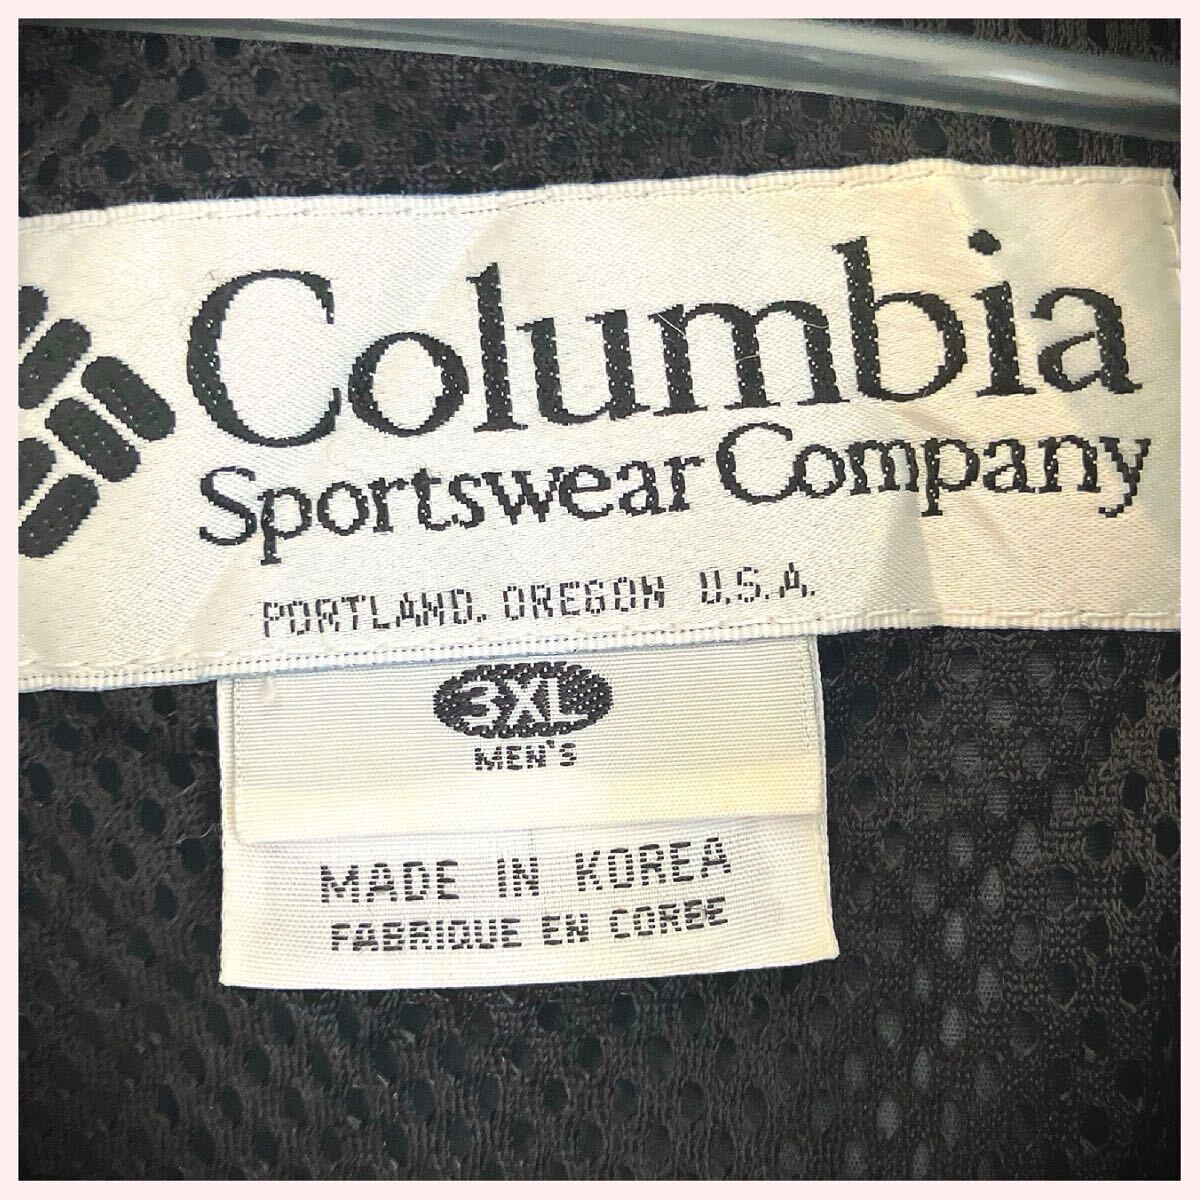 Columbia
Sportswear Company
PORTLAND, OREGON U.S.A.
3XL
MEN'S
MADE IN KOREA
FABRIQUE EN COREE